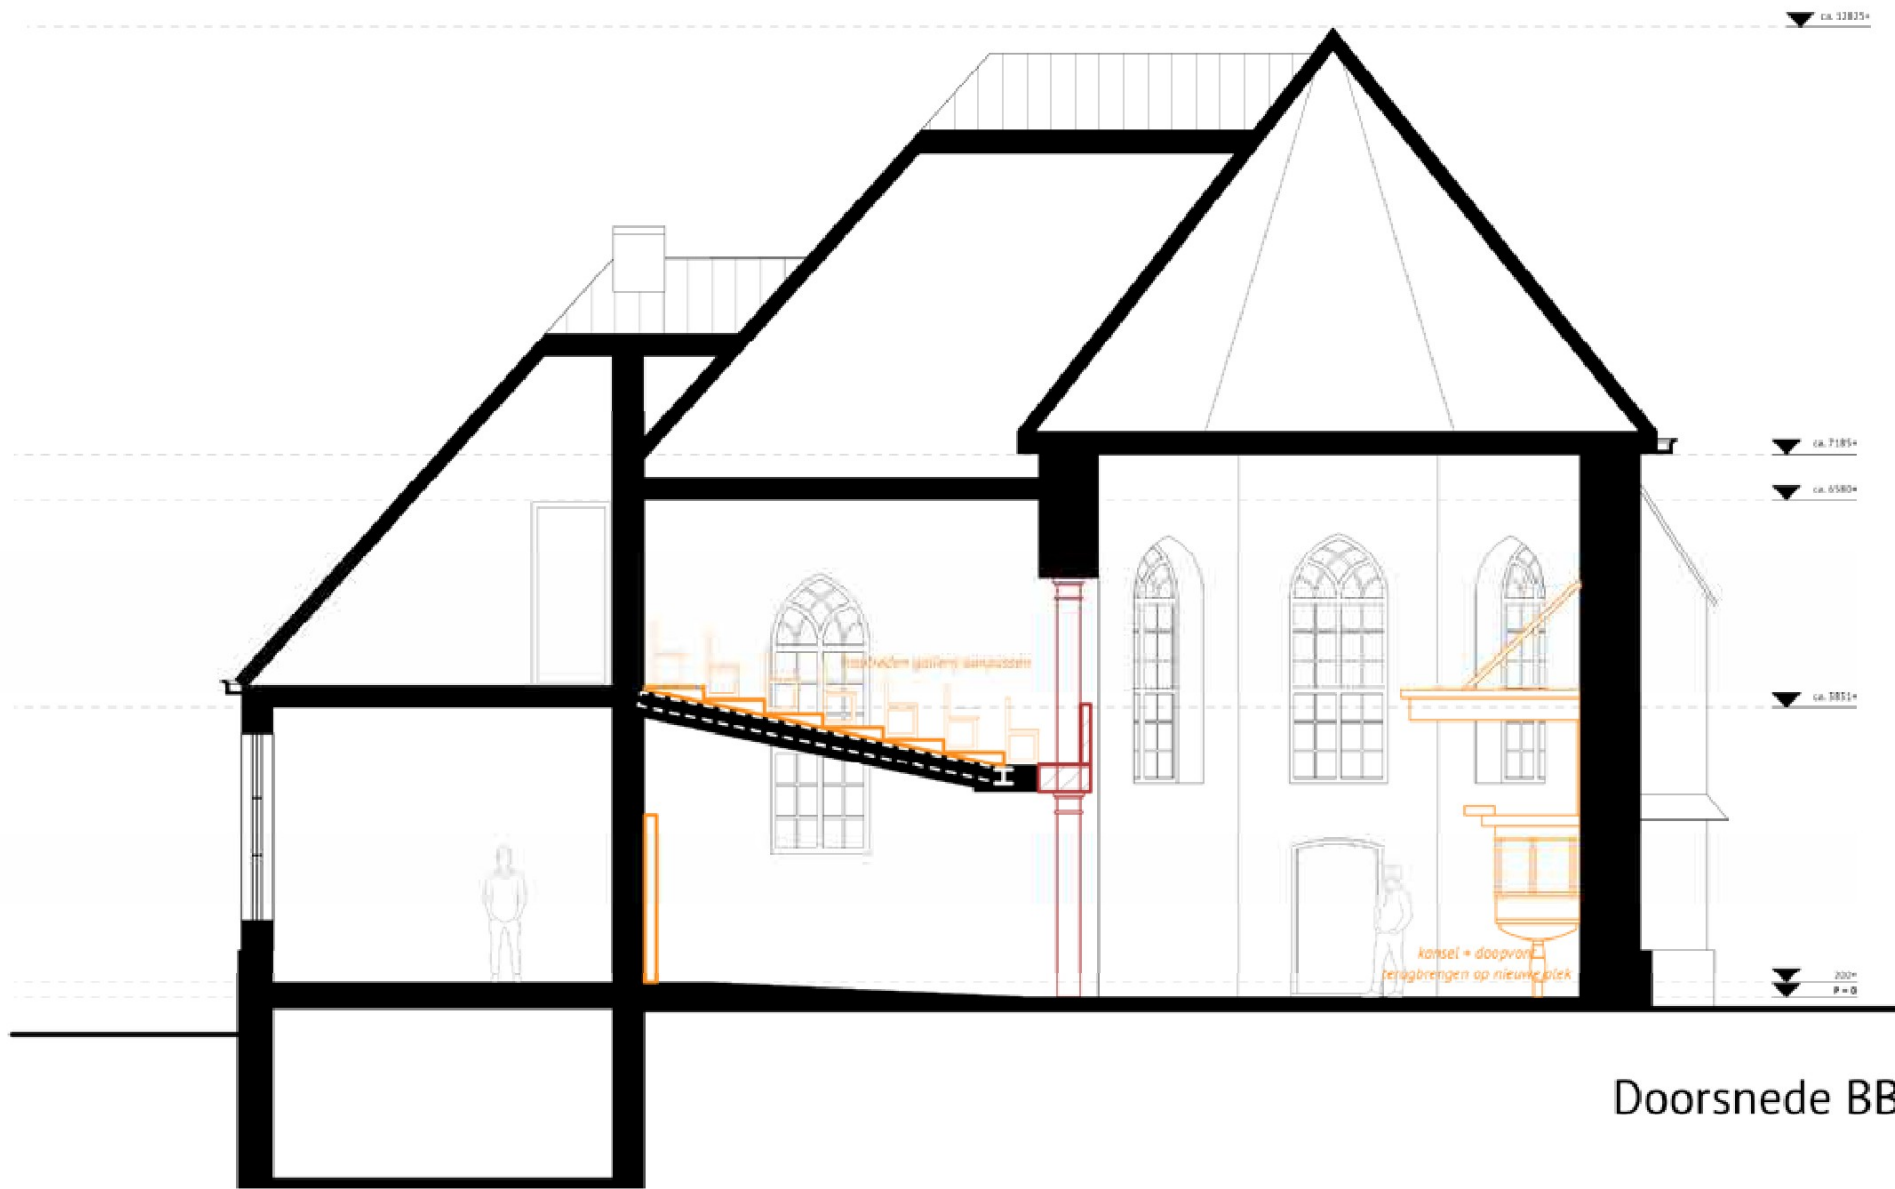 ca. 12825+
ca. 7185+
ca. 6580+
gallerij aanpassen
ca. 3851+
kansel + doopvont
terugbrengen op nieuwe plek
202+
P = 0
Doorsnede BB